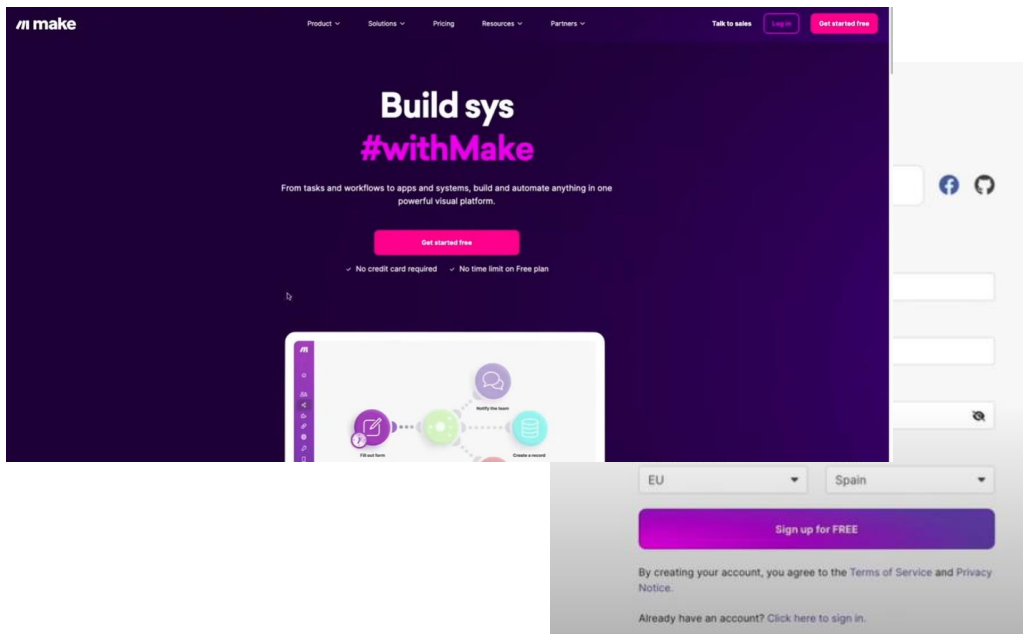 make
Product Solutions Pricing Resources Partners Talk to sales Log in Get started free
Build sys
#withMake
From tasks and workflows to apps and systems, build and automate anything in one
powerful visual platform.
Get started free
✓ No credit card required ✓ No time limit on Free plan
Notify the team
Fill out form
Create a record
EU Spain
Sign up for FREE
By creating your account, you agree to the Terms of Service and Privacy
Notice.
Already have an account? Click here to sign in.